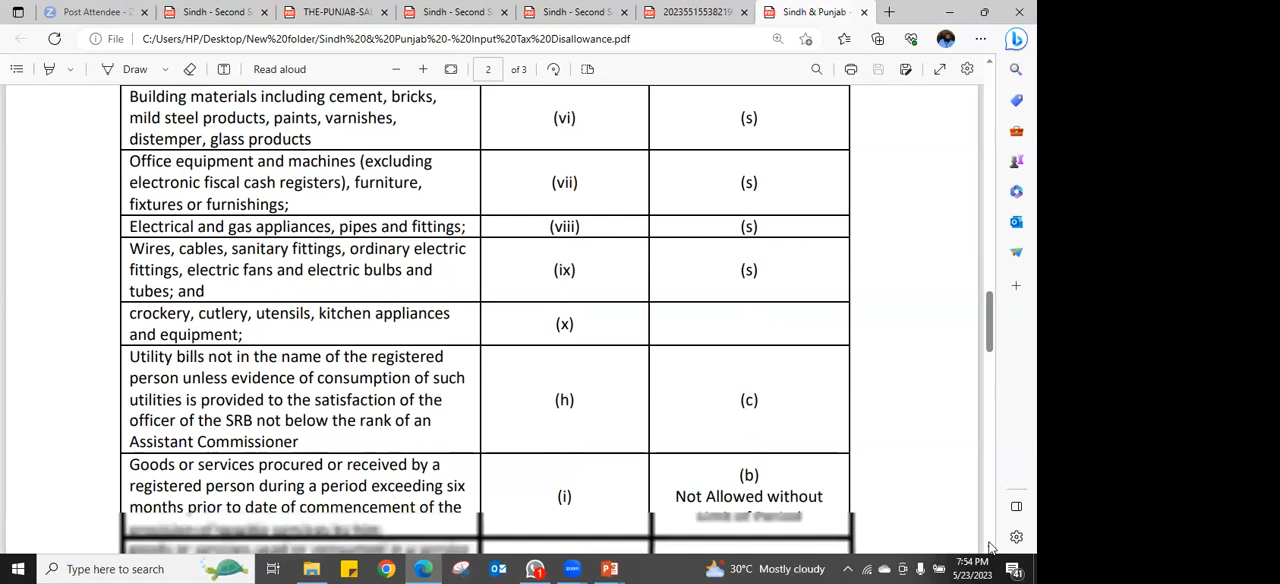 Post Attendee - Z
Sindh - Second S
THE-PUNJAB-SAL
Sindh - Second S
Sindh - Second S
20235515538219
Sindh & Punjab -
File C:/Users/HP/Desktop/New%20folder/Sindh%20&%20Punjab%20-%20Input%20Tax%20Disallowance.pdf
Draw Read aloud 2 of 3
Building materials including cement, bricks,
mild steel products, paints, varnishes,
distemper, glass products
(vi)
(s)
Office equipment and machines (excluding
electronic fiscal cash registers), furniture,
fixtures or furnishings;
(vii)
(s)
Electrical and gas appliances, pipes and fittings;
(viii)
(s)
Wires, cables, sanitary fittings, ordinary electric
fittings, electric fans and electric bulbs and
tubes; and
(ix)
(s)
crockery, cutlery, utensils, kitchen appliances
and equipment;
(x)
Utility bills not in the name of the registered
person unless evidence of consumption of such
utilities is provided to the satisfaction of the
officer of the SRB not below the rank of an
Assistant Commissioner
(h)
(c)
Goods or services procured or received by a
registered person during a period exceeding six
months prior to date of commencement of the
(i)
(b)
Not Allowed without
Type here to search
30°C Mostly cloudy
7:54 PM
5/23/2023
41